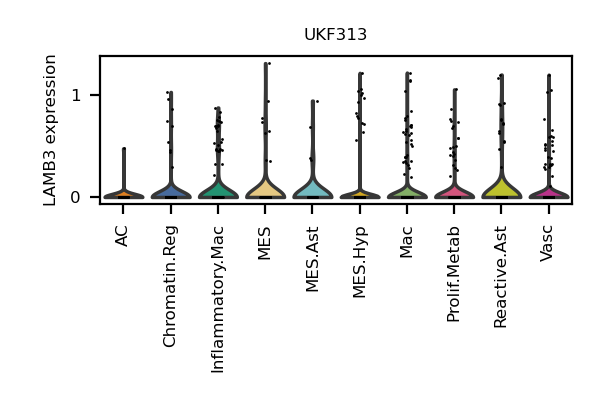 UKF313
LAMB3 expression
1
0
AC
Chromatin.Reg
Inflammatory.Mac
MES
MES.Ast
MES.Hyp
Mac
Prolif.Metab
Reactive.Ast
Vasc